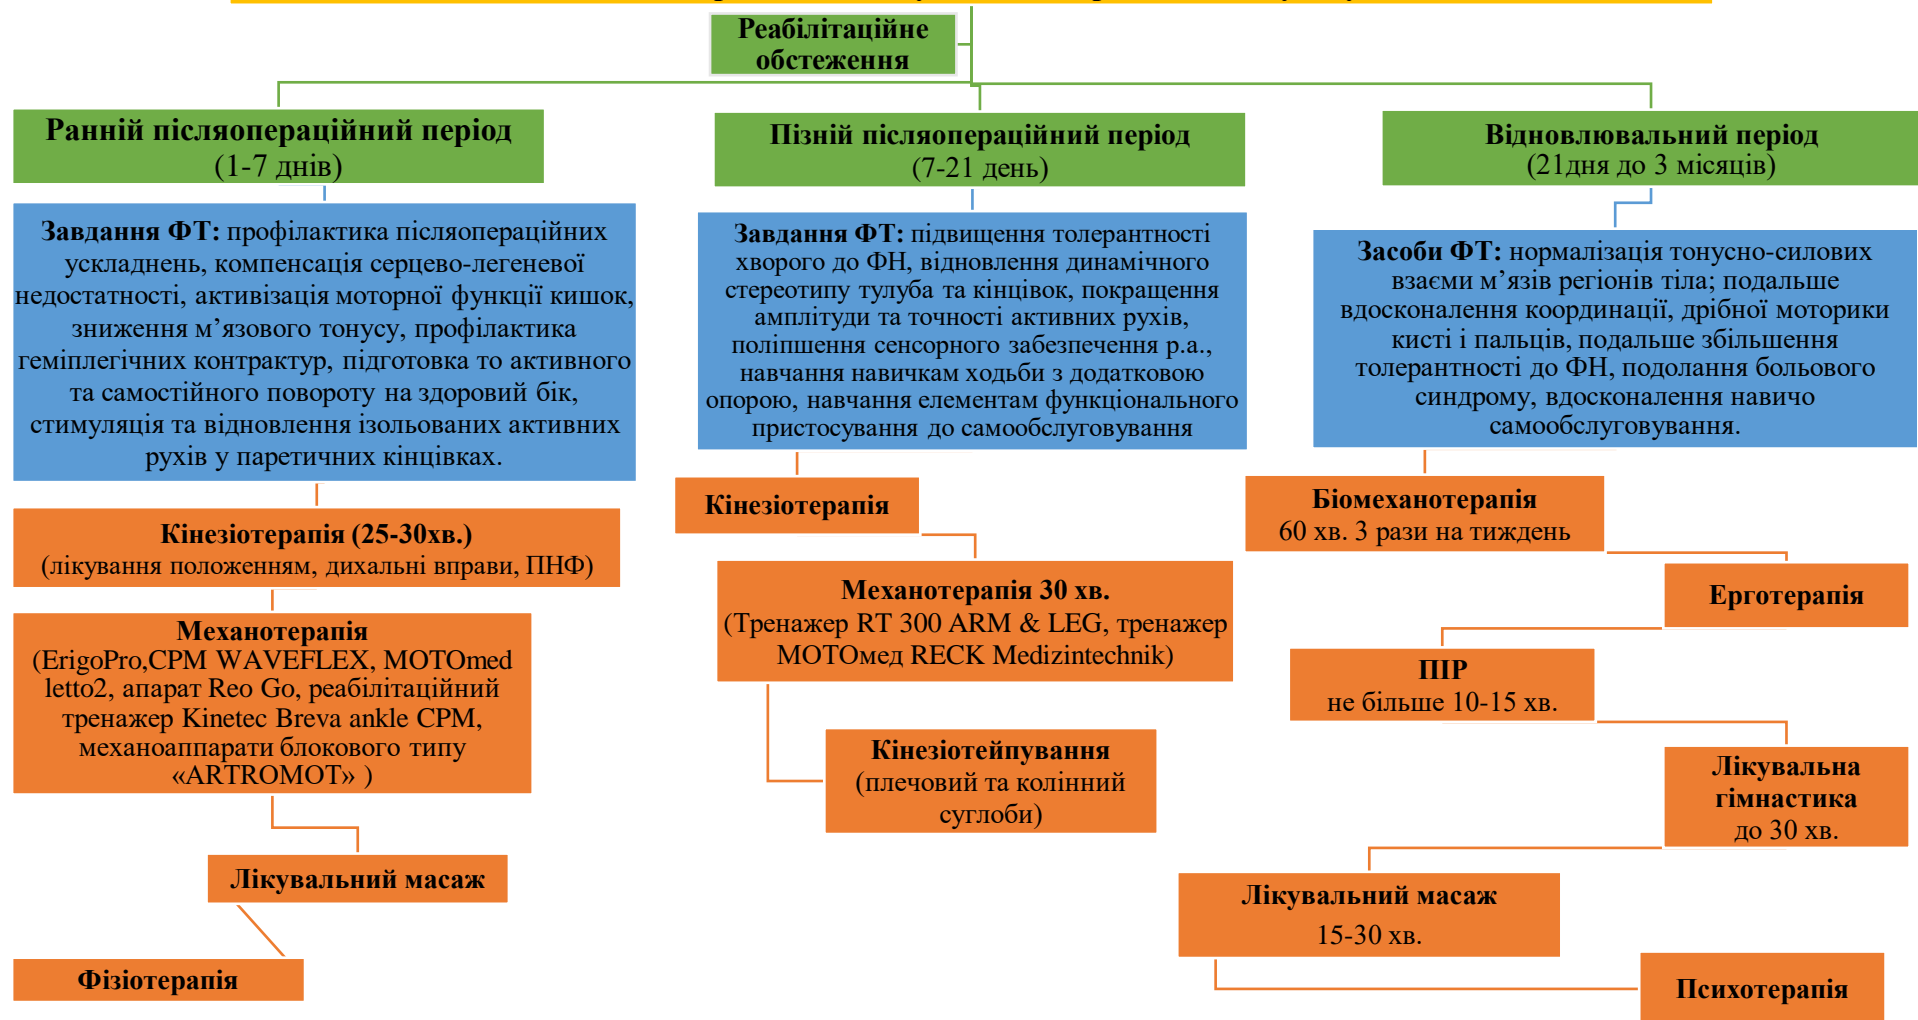 Реабілітаційне
обстеження
Ранній післяопераційний період
(1-7 днів)
Завдання ФТ: профілактика післяопераційних
ускладнень, компенсація серцево-легеневої
недостатності, активізація моторної функції кишок,
зниження м’язового тонусу, профілактика
геміплегічних контрактур, підготовка то активного
та самостійного повороту на здоровий бік,
стимуляція та відновлення ізольованих активних
рухів у паретичних кінцівках.
Кінезіотерапія (25-30хв.)
(лікування положенням, дихальні вправи, ПНФ)
Механотерапія
(ErigoPro,CPM WAVEFLEX, MOTOmed
letto2, апарат Reo Go, реабілітаційний
тренажер Kinetec Breva ankle CPM,
механоаппарати блокового типу
«ARTROMOT» )
Лікувальний масаж
Фізіотерапія
Пізній післяопераційний період
(7-21 день)
Завдання ФТ: підвищення толерантності
хворого до ФН, відновлення динамічного
стереотипу тулуба та кінцівок, покращення
амплітуди та точності активних рухів,
поліпшення сенсорного забезпечення р.а.,
навчання навичкам ходьби з додатковою
опорою, навчання елементам функціонального
пристосування до самообслуговування
Кінезіотерапія
Механотерапія 30 хв.
(Тренажер RT 300 ARM & LEG, тренажер
МОТОмед RECK Medizintechnik)
Кінезіотейпування
(плечовий та колінний
суглоби)
Відновлювальний період
(21дня до 3 місяців)
Засоби ФТ: нормалізація тонусно-силових
взаєми м’язів регіонів тіла; подальше
вдосконалення координації, дрібної моторики
кисті і пальців, подальше збільшення
толерантності до ФН, подолання больового
синдрому, вдосконалення навичо
самообслуговування.
Біомеханотерапія
60 хв. 3 рази на тиждень
Ерготерапія
ПІР
не більше 10-15 хв.
Лікувальна
гімнастика
до 30 хв.
Лікувальний масаж
15-30 хв.
Психотерапія